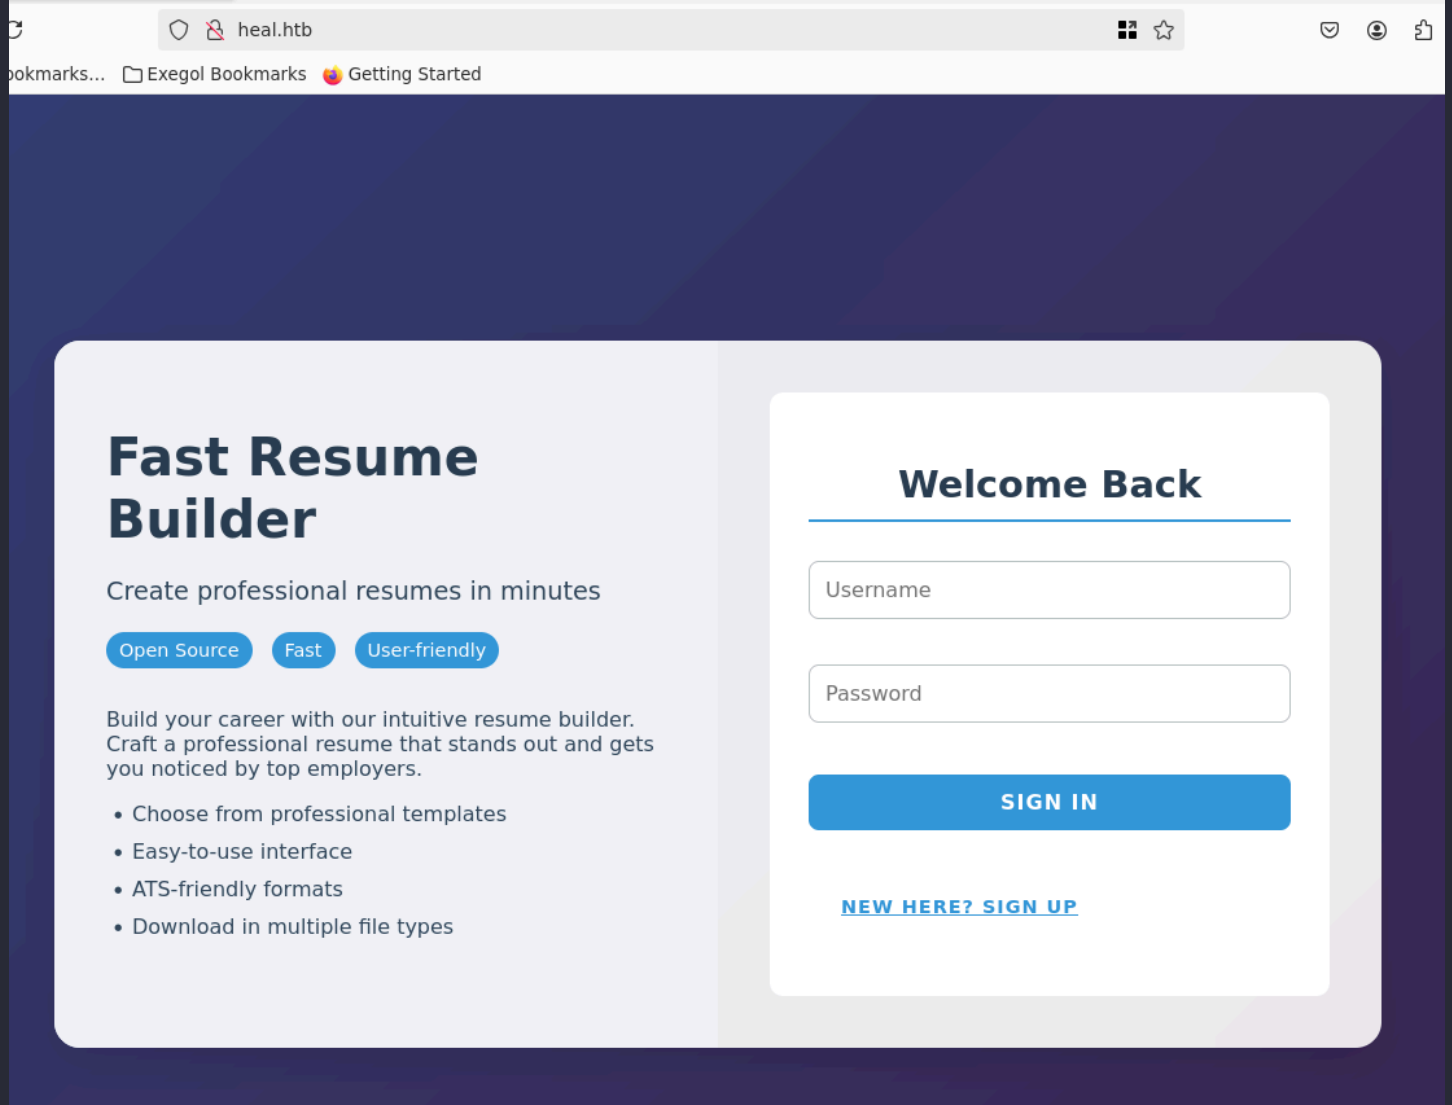 heal.htb
ookmarks... Exegol Bookmarks Getting Started
Fast Resume
Builder
Create professional resumes in minutes
Open Source Fast User-friendly
Build your career with our intuitive resume builder.
Craft a professional resume that stands out and gets
you noticed by top employers.
• Choose from professional templates
• Easy-to-use interface
• ATS-friendly formats
• Download in multiple file types
Welcome Back
Username
Password
SIGN IN
NEW HERE? SIGN UP